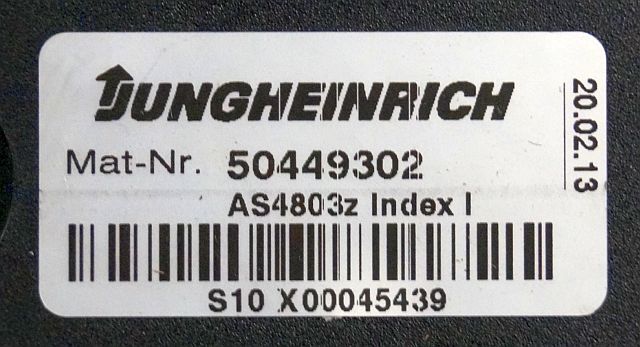 JUNGHEINRICH
Mat-Nr. 50449302
AS4803z Index I
S10 X00045439
20.02.13